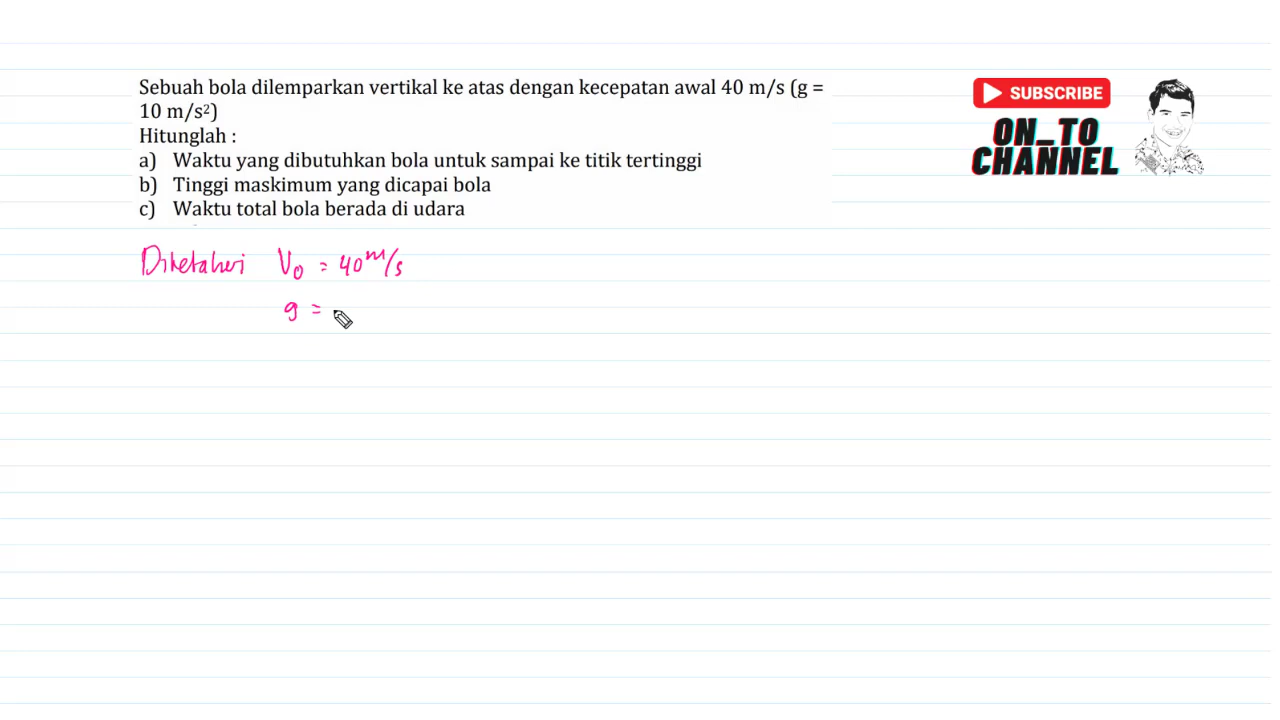 Sebuah bola dilemparkan vertikal ke atas dengan kecepatan awal 40 m/s (g =
10 m/s²)
Hitunglah :
a) Waktu yang dibutuhkan bola untuk sampai ke titik tertinggi
b) Tinggi maskimum yang dicapai bola
c) Waktu total bola berada di udara
SUBSCRIBE
ON_TO
CHANNEL
Diketahui V₀ = 40 m/s
g =